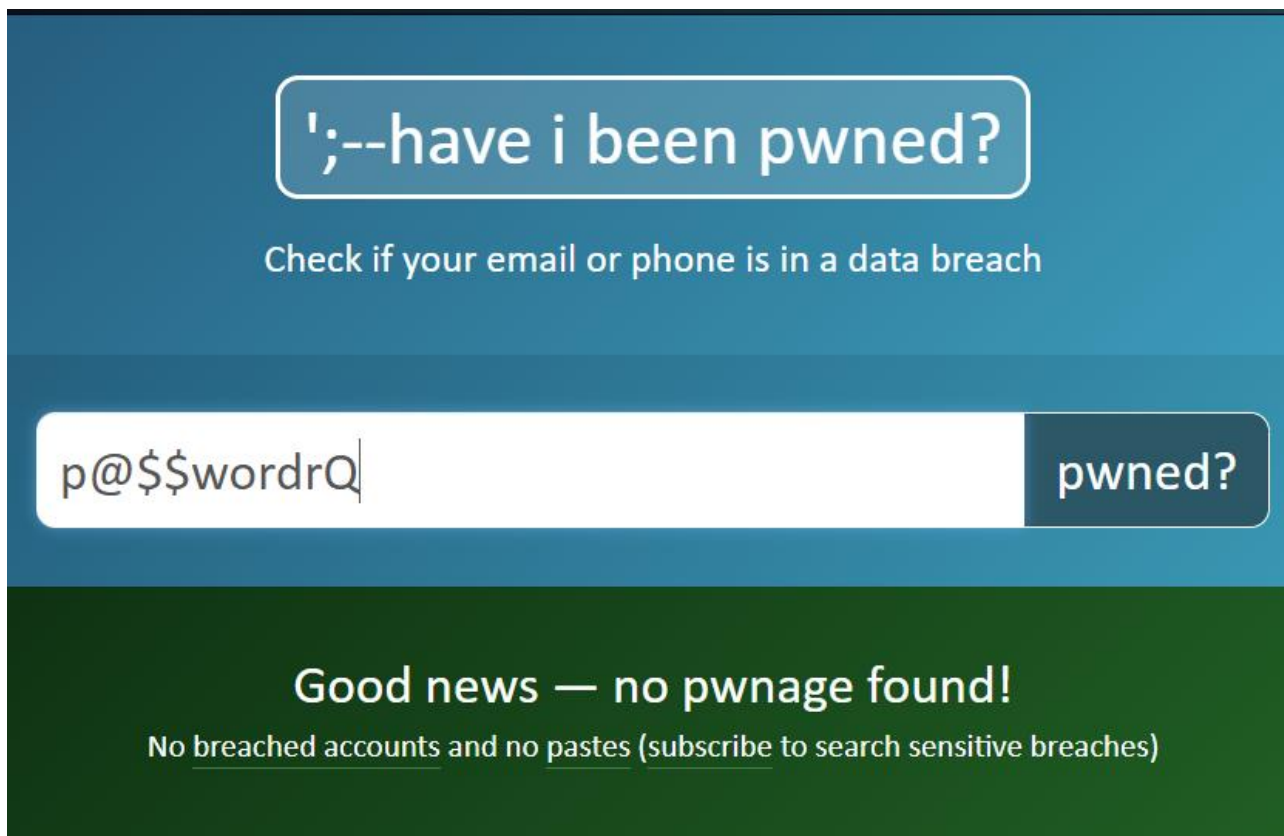 ';--have i been pwned?
Check if your email or phone is in a data breach
p@$$wordrQ
pwned?
Good news — no pwnage found!
No breached accounts and no pastes (subscribe to search sensitive breaches)